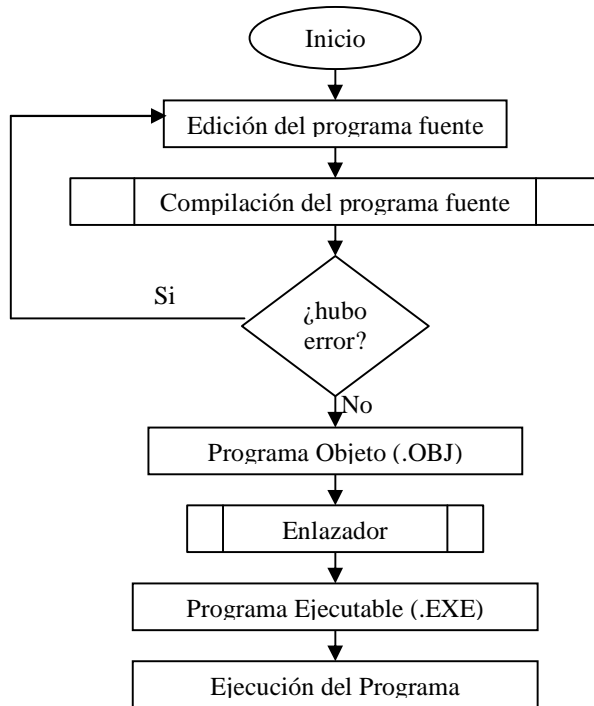 Inicio
Edición del programa fuente
Compilación del programa fuente
Si
¿hubo
error?
No
Programa Objeto (.OBJ)
Enlazador
Programa Ejecutable (.EXE)
Ejecución del Programa